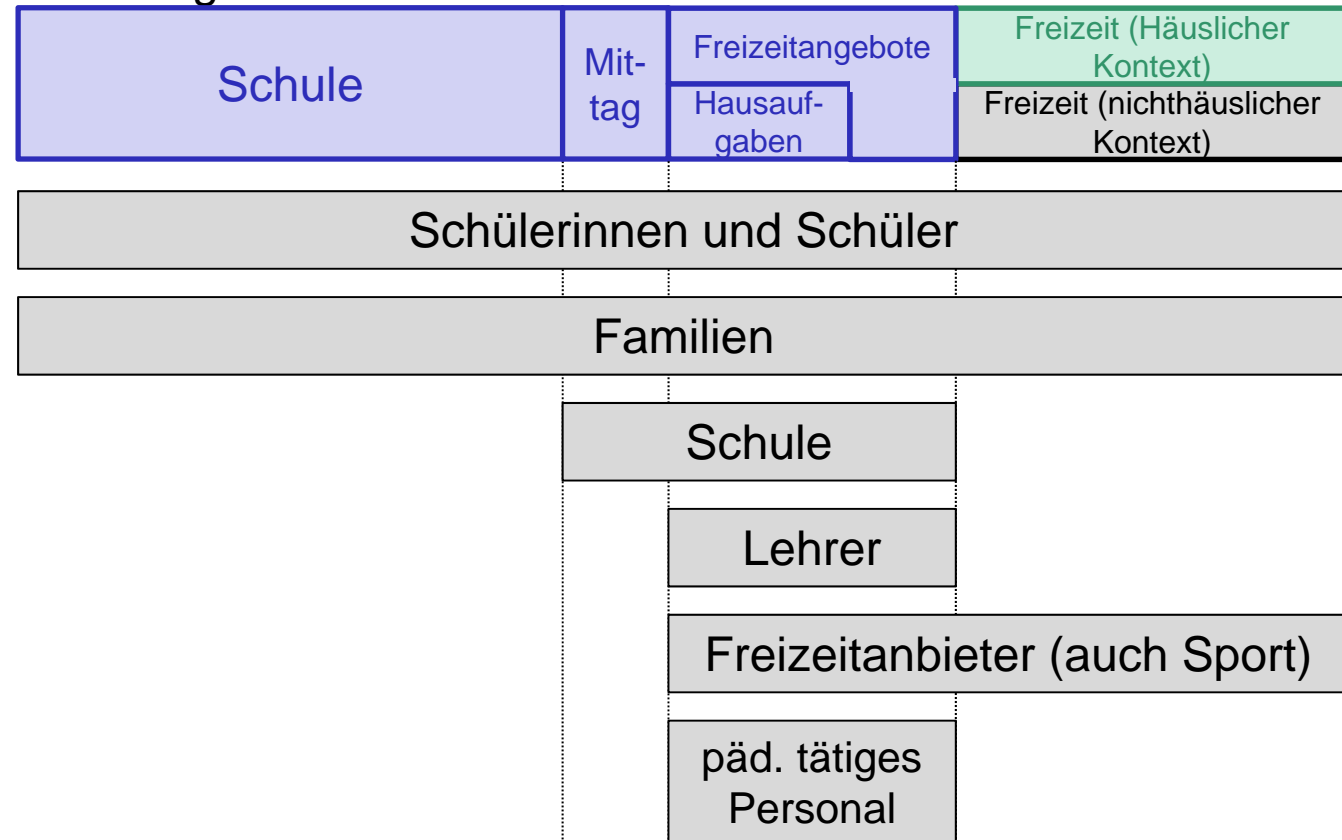 Schule
Mit-
tag
Freizeitangebote
Hausauf-
gaben
Freizeit (Häuslicher
Kontext)
Freizeit (nichthäuslicher
Kontext)
Schülerinnen und Schüler
Familien
Schule
Lehrer
Freizeitanbieter (auch Sport)
päd. tätiges
Personal